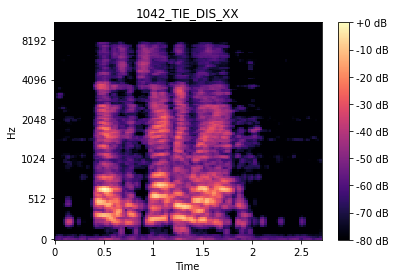 1042_TIE_DIS_XX
+0 dB
8192
-10 dB
4096
-20 dB
-30 dB
2048
Hz
-40 dB
1024
-50 dB
512
-60 dB
-70 dB
0
-80 dB
0 0.5 1 1.5 2 2.5
Time